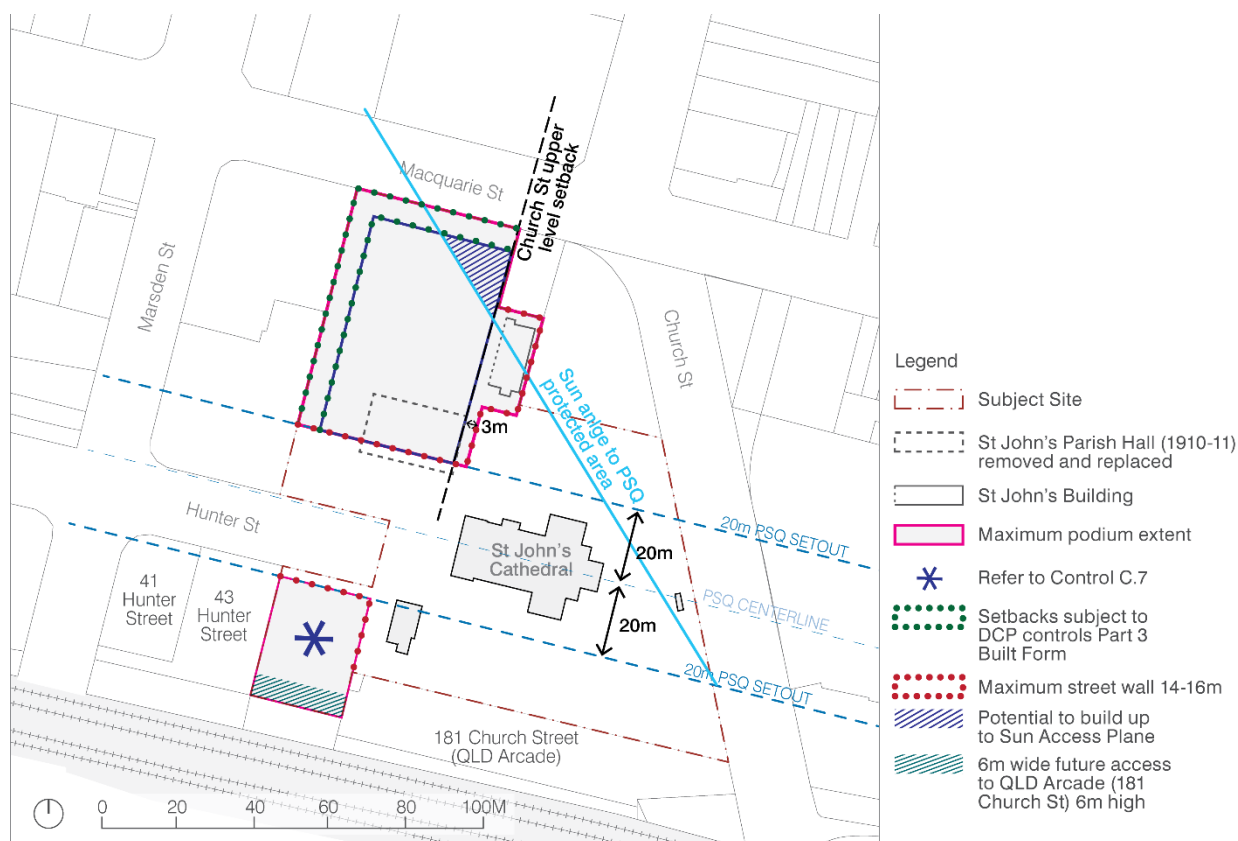 Macquarie St
Church St upper
level setback
Marsden St
Church St
Sun anlge to PSQ
protected area
3m
20m PSQ SETOUT
Hunter St
St John's
Cathedral
20m
PSQ CENTERLINE
20m
20m PSQ SETOUT
41
Hunter
Street
43
Hunter
Street
181 Church Street
(QLD Arcade)
0 20 40 60 80 100M
Legend
Subject Site
St John's Parish Hall (1910-11)
removed and replaced
St John's Building
Maximum podium extent
Refer to Control C.7
Setbacks subject to
DCP controls Part 3
Built Form
Maximum street wall 14-16m
Potential to build up
to Sun Access Plane
6m wide future access
to QLD Arcade (181
Church St) 6m high